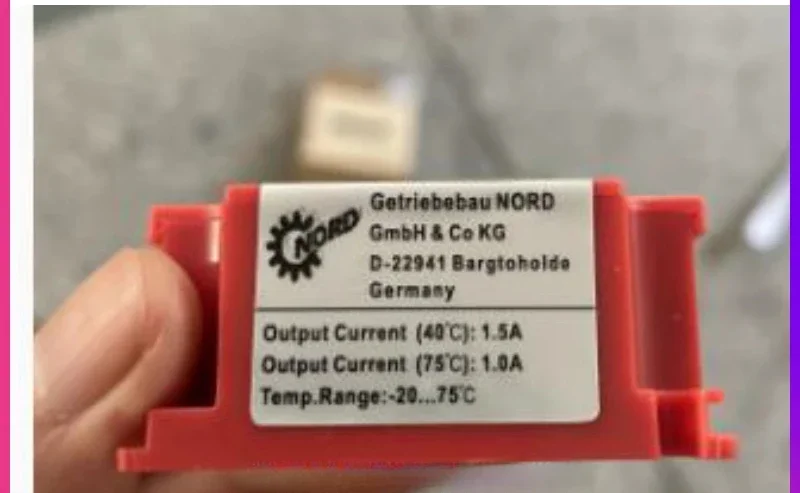 NORD
Getriebebau NORD
GmbH & Co KG
D-22941 Bargtoholde
Germany
Output Current (40℃): 1.5A
Output Current (75℃): 1.0A
Temp.Range:-20...75℃